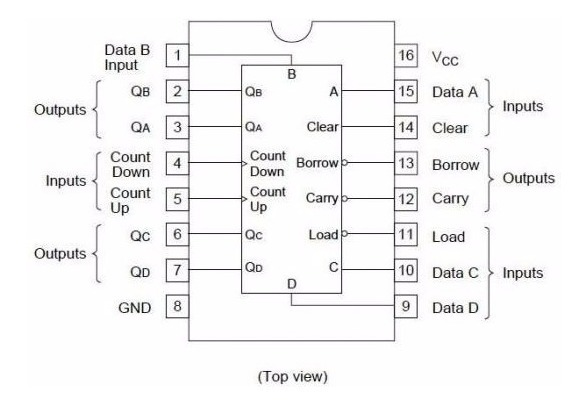 Data B
Input
1
16
VCC
B
Outputs
QB
2
QB
A
15
Data A
Inputs
QA
3
QA
Clear
14
Clear
Inputs
Count
Down
4
Count
Down
Borrow
13
Borrow
Outputs
Count
Up
5
Count
Up
Carry
12
Carry
Outputs
QC
6
QC
Load
11
Load
Inputs
QD
7
QD
C
10
Data C
D
GND
8
9
Data D
(Top view)